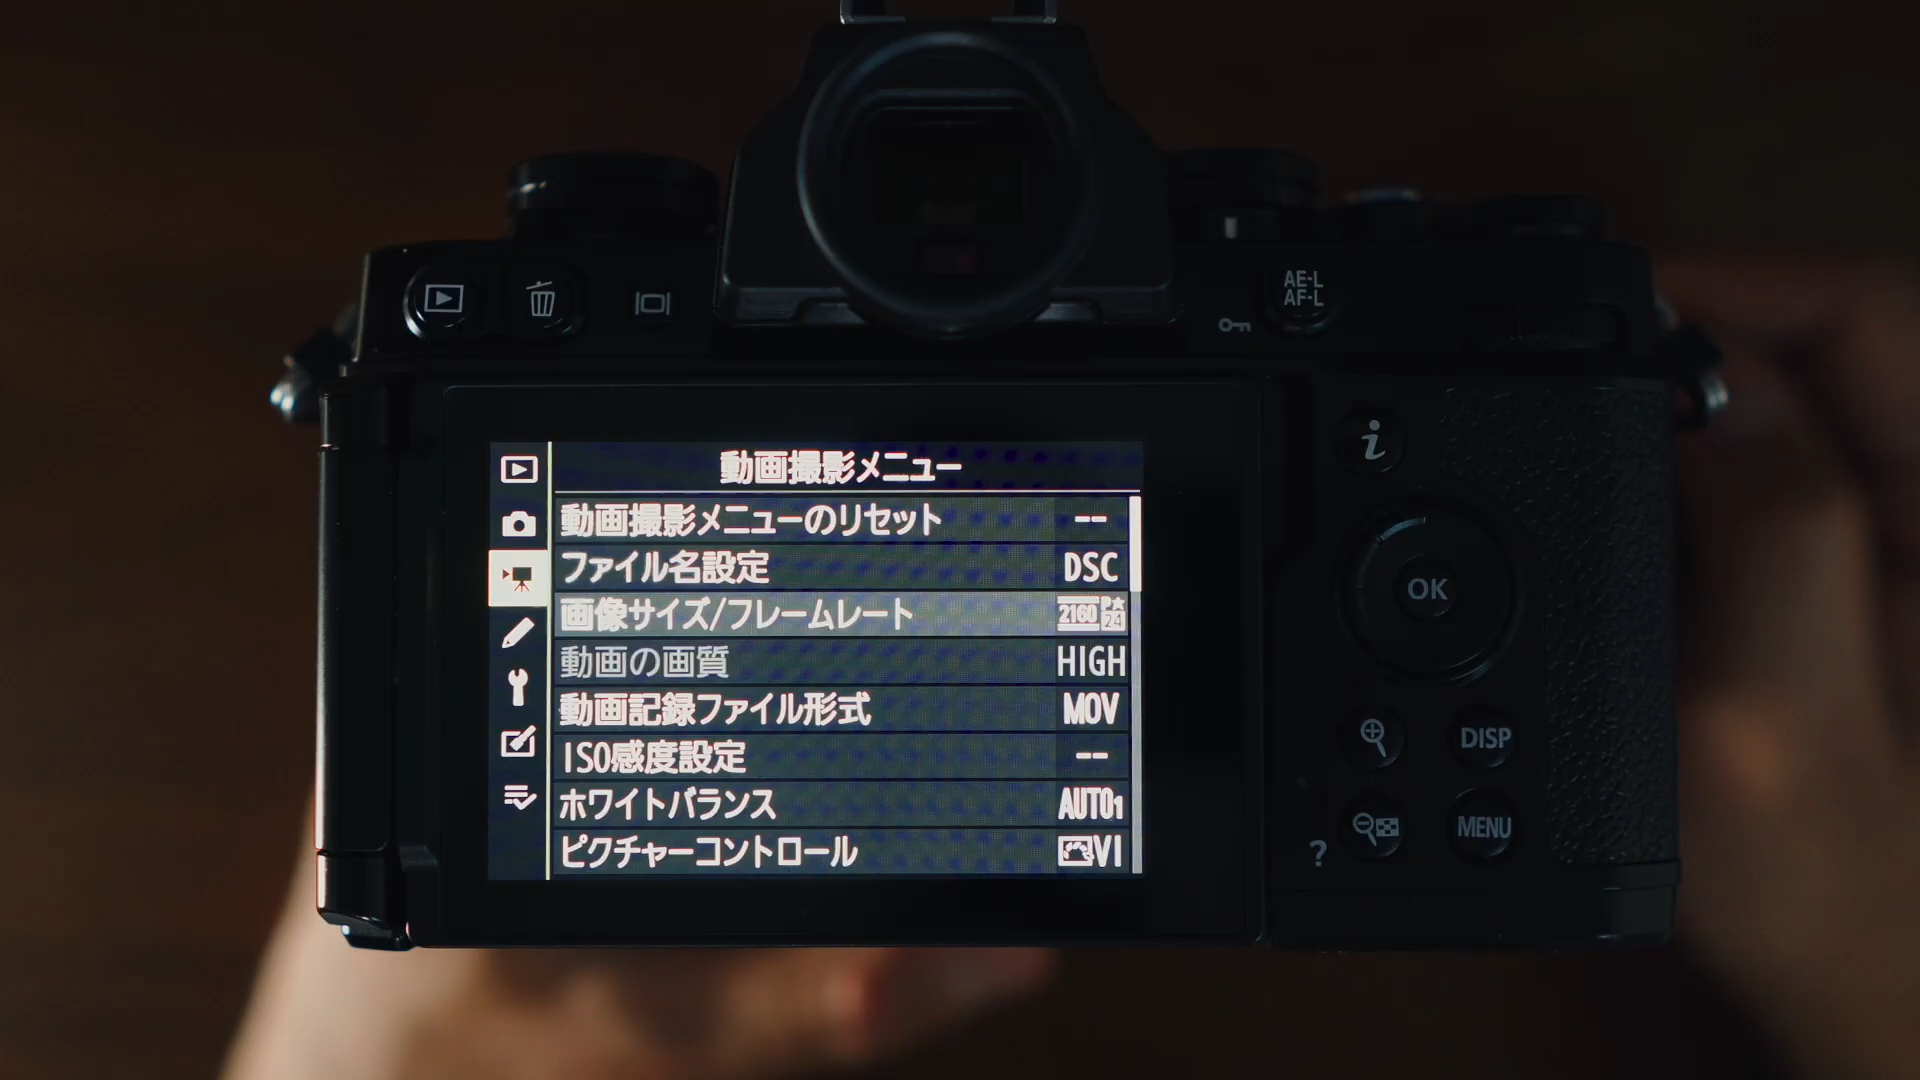 AE-L
AF-L
i
動画撮影メニュー
動画撮影メニューのリセット --
ファイル名設定 DSC
画像サイズ/フレームレート 2160 P★ 24
動画の画質 HIGH
動画記録ファイル形式 MOV
ISO感度設定 --
ホワイトバランス AUTO1
ピクチャーコントロール VI
OK
DISP
MENU
?